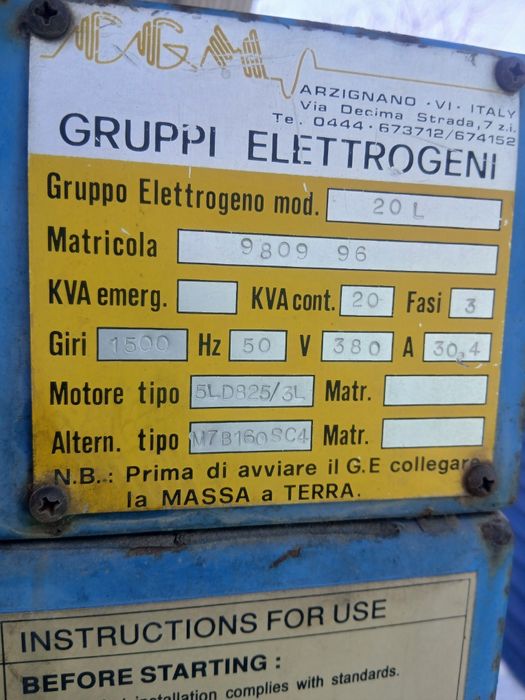 ARZIGNANO · VI · ITALY
Via Decima Strada, 7 z.i.
Te. 0444 · 673712/674152
GRUPPI ELETTROGENI
Gruppo Elettrogeno mod. 20 L
Matricola 9809 96
KVA emerg. KVA cont. 20 Fasi 3
Giri 1500 Hz 50 V 380 A 30,4
Motore tipo 5LD825/3L Matr.
Altern. tipo M7B160SC4 Matr.
N.B.: Prima di avviare il G.E collegare
la MASSA a TERRA.
INSTRUCTIONS FOR USE
BEFORE STARTING :
installation complies with standards.